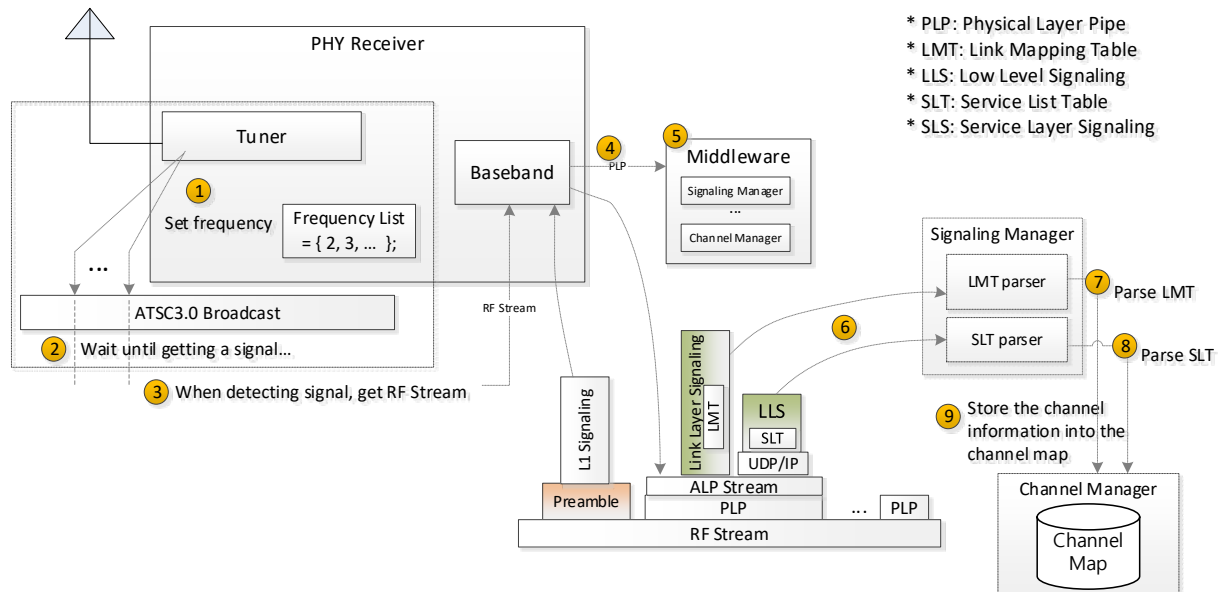 PHY Receiver
* PLP: Physical Layer Pipe
* LMT: Link Mapping Table
* LLS: Low Level Signaling
* SLT: Service List Table
* SLS: Service Layer Signaling
Tuner
1
Set frequency
Frequency List
= { 2, 3, ... };
Baseband
4
PLP
5
Middleware
Signaling Manager
...
Channel Manager
...
ATSC3.0 Broadcast
2 Wait until getting a signal...
3 When detecting signal, get RF Stream
RF Stream
Signaling Manager
LMT parser
SLT parser
6
7 Parse LMT
8 Parse SLT
9 Store the channel
information into the
channel map
L1 Signaling
Preamble
Link Layer Signaling
LMT
LLS
SLT
UDP/IP
ALP Stream
PLP
...
PLP
RF Stream
Channel Manager
Channel
Map